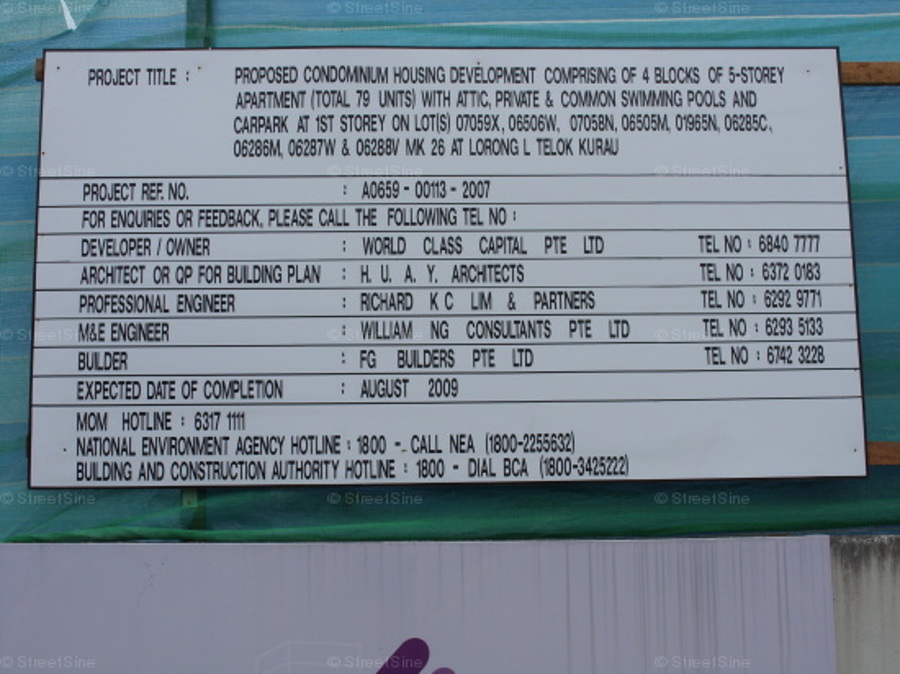 PROJECT TITLE : PROPOSED CONDOMINIUM HOUSING DEVELOPMENT COMPRISING OF 4 BLOCKS OF 5-STOREY
APARTMENT (TOTAL 79 UNITS) WITH ATTIC, PRIVATE & COMMON SWIMMING POOLS AND
CARPARK AT 1ST STOREY ON LOT(S) 07059X, 06506W, 07058N, 06505M, 01965N, 06285C,
06286M, 06287W & 06288V MK 26 AT LORONG L TELOK KURAU
PROJECT REF. NO. : A0659 - 00113 - 2007
FOR ENQUIRIES OR FEEDBACK, PLEASE CALL THE FOLLOWING TEL NO :
DEVELOPER / OWNER : WORLD CLASS CAPITAL PTE LTD TEL NO : 6840 7777
ARCHITECT OR QP FOR BUILDING PLAN : H. U. A. Y. ARCHITECTS TEL NO : 6372 0183
PROFESSIONAL ENGINEER : RICHARD K C LIM & PARTNERS TEL NO : 6292 9771
M&E ENGINEER : WILLIAM NG CONSULTANTS PTE LTD TEL NO : 6293 5133
BUILDER : FG BUILDERS PTE LTD TEL NO : 6742 3228
EXPECTED DATE OF COMPLETION : AUGUST 2009
MOM HOTLINE : 6317 1111
NATIONAL ENVIRONMENT AGENCY HOTLINE : 1800 - CALL NEA (1800-2255632)
BUILDING AND CONSTRUCTION AUTHORITY HOTLINE : 1800 - DIAL BCA (1800-3425222)
© StreetSine